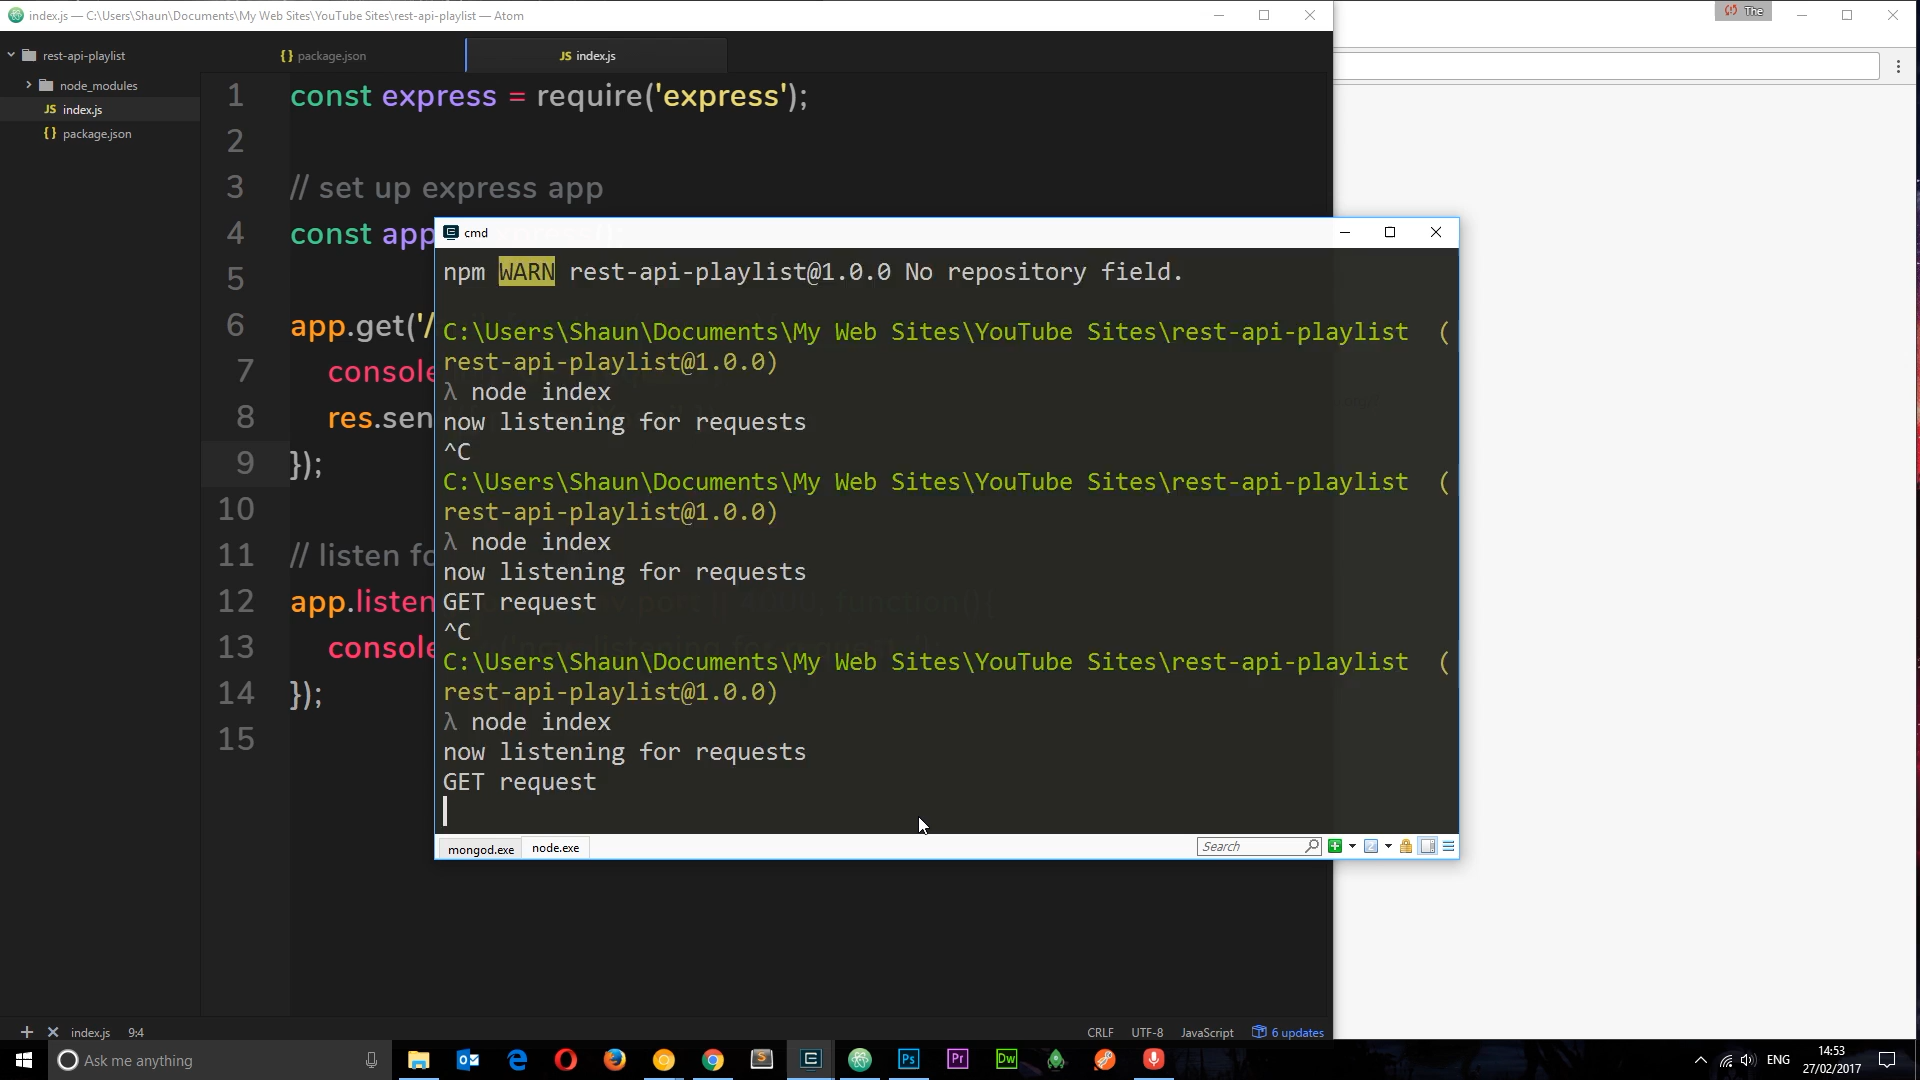 index.js — C:\Users\Shaun\Documents\My Web Sites\YouTube Sites\rest-api-playlist — Atom
The
rest-api-playlist
node_modules
JS index.js
{} package.json
{} package.json
JS index.js
1 const express = require('express');
2
3 // set up express app
4 const app
5
6 app.get('/
7 console
8 res.sen
9 });
10
11 // listen fo
12 app.listen
13 console
14 });
15
cmd
npm WARN rest-api-playlist@1.0.0 No repository field.
C:\Users\Shaun\Documents\My Web Sites\YouTube Sites\rest-api-playlist (
rest-api-playlist@1.0.0)
λ node index
now listening for requests
^C
C:\Users\Shaun\Documents\My Web Sites\YouTube Sites\rest-api-playlist (
rest-api-playlist@1.0.0)
λ node index
now listening for requests
GET request
^C
C:\Users\Shaun\Documents\My Web Sites\YouTube Sites\rest-api-playlist (
rest-api-playlist@1.0.0)
λ node index
now listening for requests
GET request
mongod.exe
node.exe
Search
index.js 9:4
CRLF UTF-8 JavaScript 6 updates
Ask me anything
Ps
Pr
Dw
ENG
14:53
27/02/2017